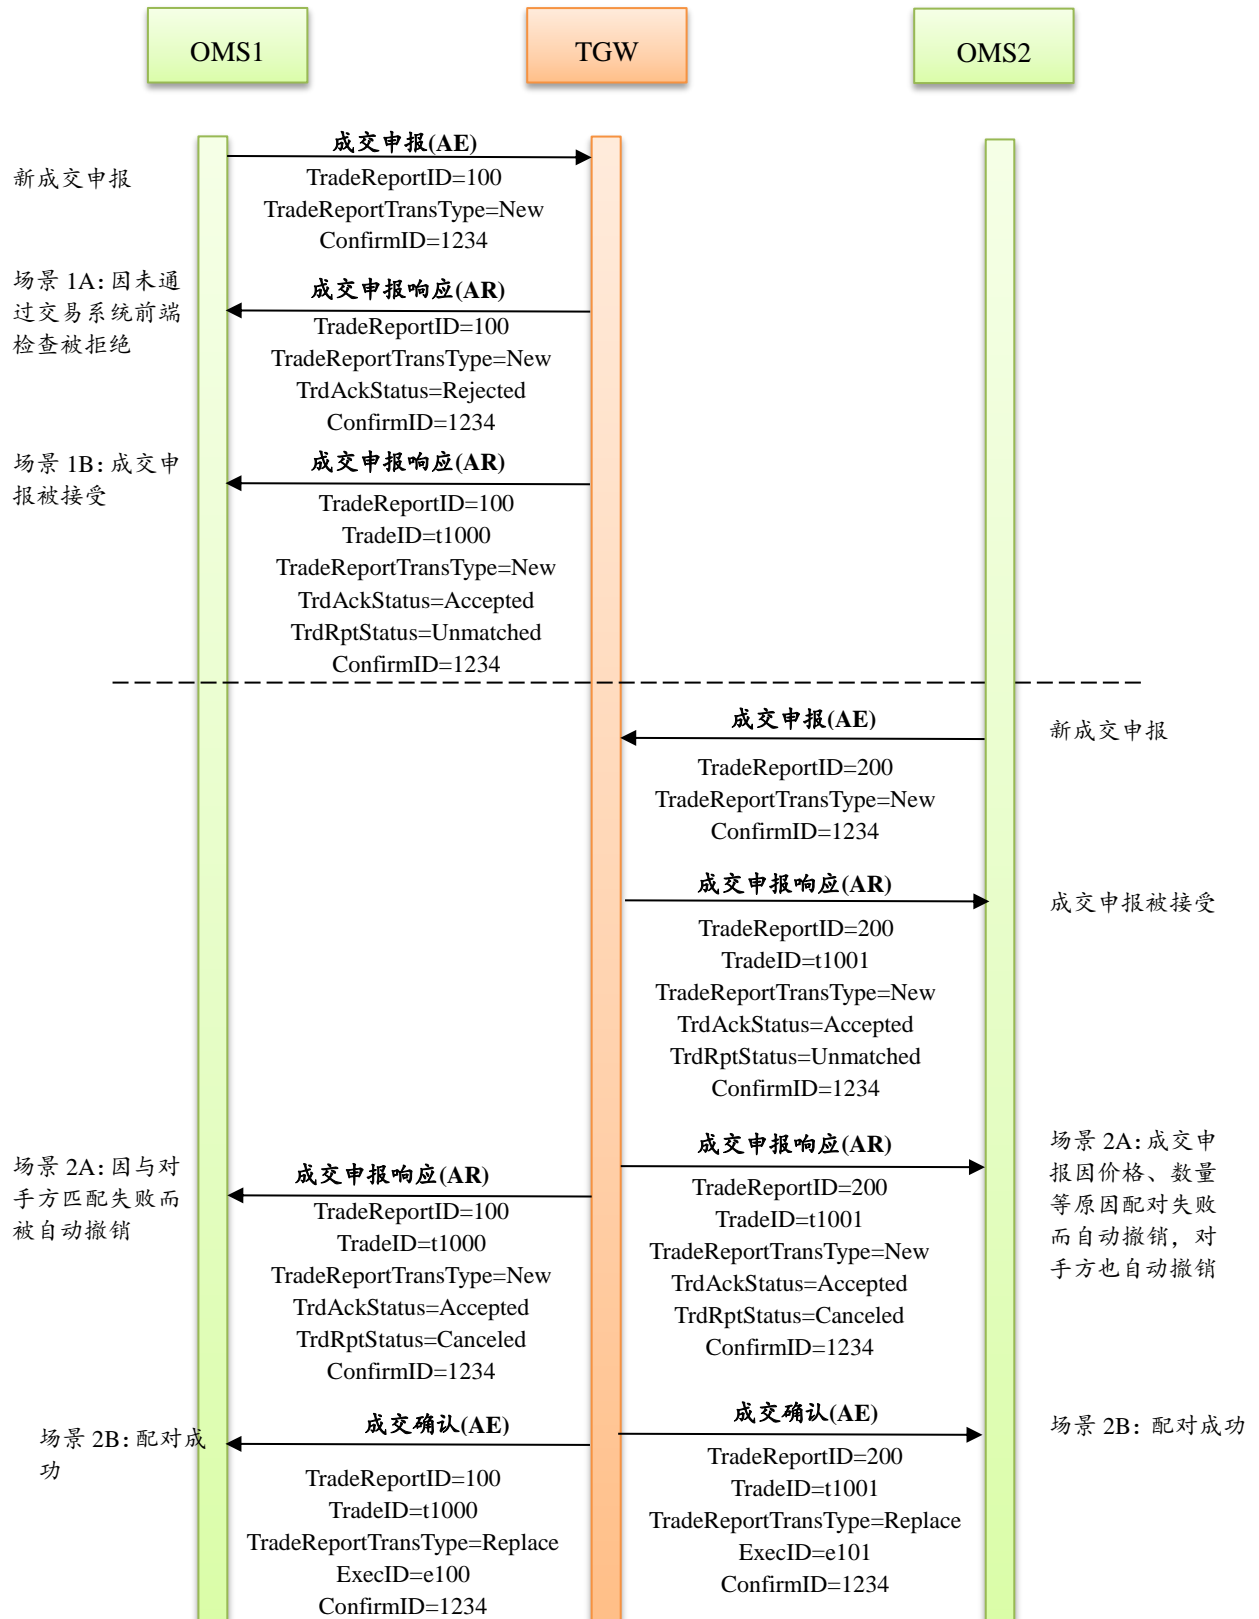 OMS1
TGW
OMS2
新成交申报
成交申报(AE)
TradeReportID=100
TradeReportTransType=New
ConfirmID=1234
场景 1A：因未通
过交易系统前端
检查被拒绝
成交申报响应(AR)
TradeReportID=100
TradeReportTransType=New
TrdAckStatus=Rejected
ConfirmID=1234
场景 1B：成交申
报被接受
成交申报响应(AR)
TradeReportID=100
TradeID=t1000
TradeReportTransType=New
TrdAckStatus=Accepted
TrdRptStatus=Unmatched
ConfirmID=1234
成交申报(AE)
新成交申报
TradeReportID=200
TradeReportTransType=New
ConfirmID=1234
成交申报响应(AR)
成交申报被接受
TradeReportID=200
TradeID=t1001
TradeReportTransType=New
TrdAckStatus=Accepted
TrdRptStatus=Unmatched
ConfirmID=1234
场景 2A：因与对
手方匹配失败而
被自动撤销
成交申报响应(AR)
TradeReportID=100
TradeID=t1000
TradeReportTransType=New
TrdAckStatus=Accepted
TrdRptStatus=Canceled
ConfirmID=1234
成交申报响应(AR)
TradeReportID=200
TradeID=t1001
TradeReportTransType=New
TrdAckStatus=Accepted
TrdRptStatus=Canceled
ConfirmID=1234
场景 2A：成交申
报因价格、数量
等原因配对失败
而自动撤销，对
手方也自动撤销
场景 2B：配对成
功
成交确认(AE)
TradeReportID=100
TradeID=t1000
TradeReportTransType=Replace
ExecID=e100
ConfirmID=1234
成交确认(AE)
TradeReportID=200
TradeID=t1001
TradeReportTransType=Replace
ExecID=e101
ConfirmID=1234
场景 2B：配对成功